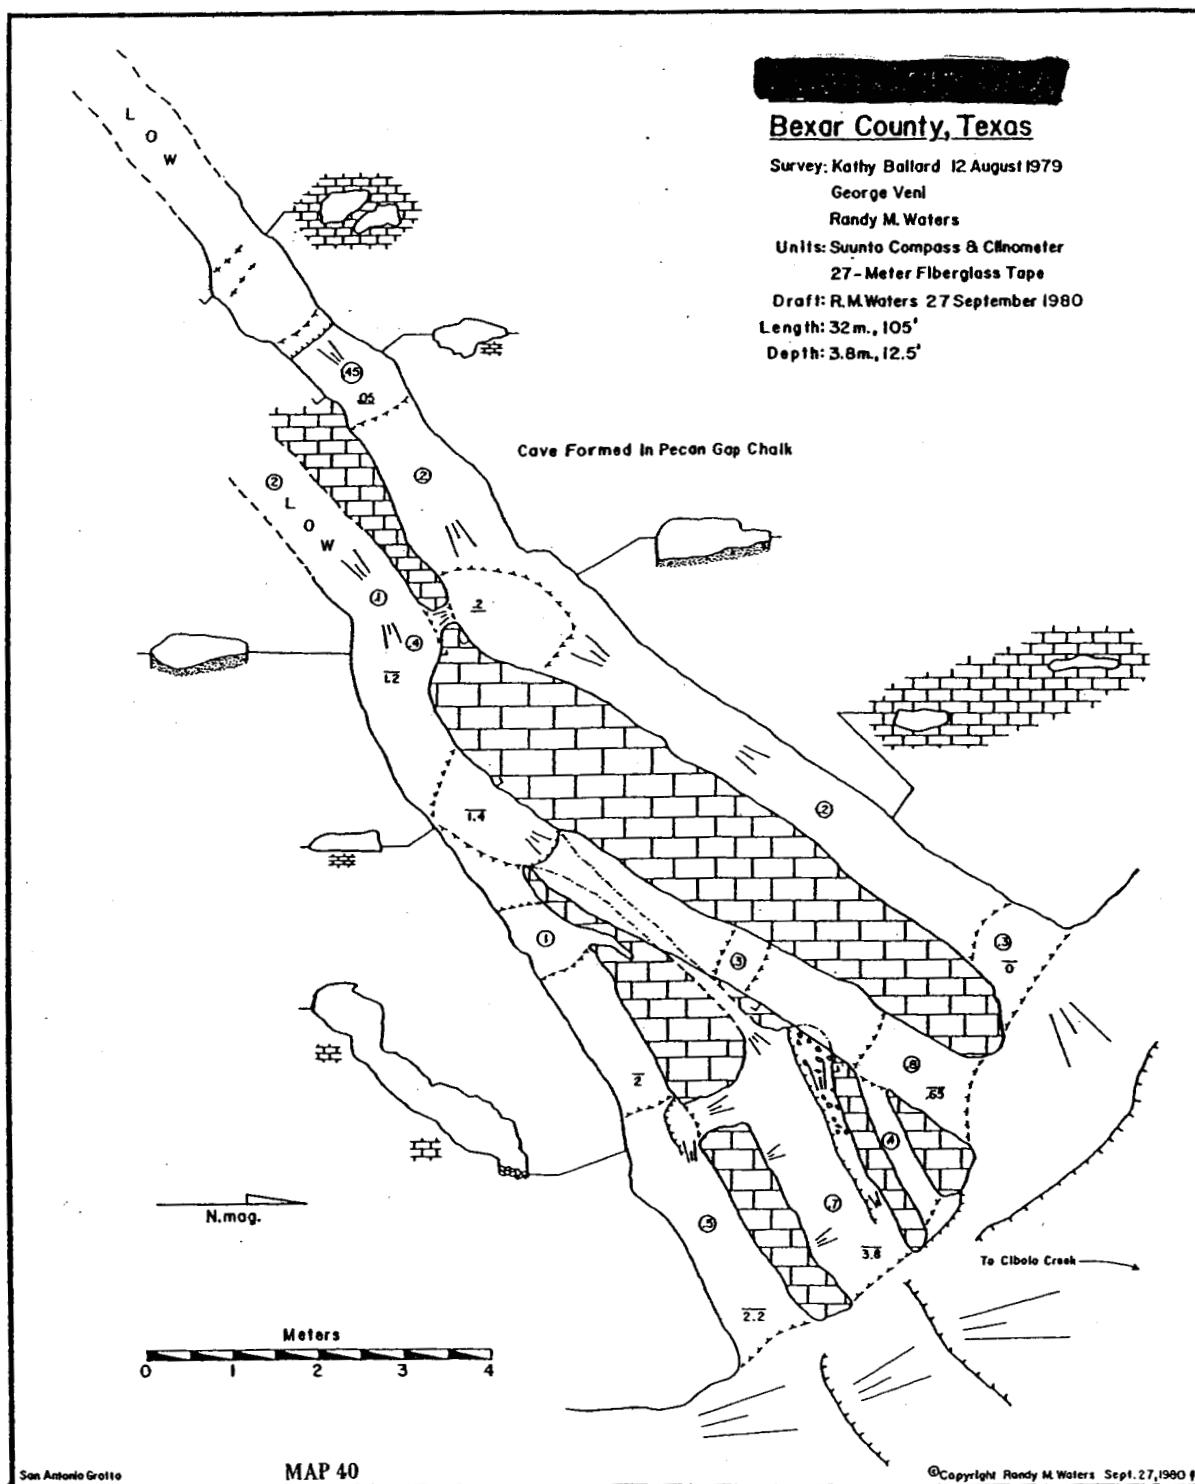 Bexar County, Texas
Survey: Kathy Ballard 12 August 1979
George Veni
Randy M. Waters
Units: Suunto Compass & Clinometer
27-Meter Fiberglass Tape
Draft: R.M.Waters 27 September 1980
Length: 32m., 105'
Depth: 3.8m., 12.5'
LOW
.45
.05
Cave Formed in Pecan Gap Chalk
.2
.2
LOW
.1
.4
.2
1.2
.2
1.4
.3
0
.1
.3
.8
.65
2
.4
.5
.7
3.8
2.2
N.mag.
To Cibolo Creek
Meters
0 1 2 3 4
San Antonio Grotto
MAP 40
©Copyright Randy M. Waters Sept. 27, 1980